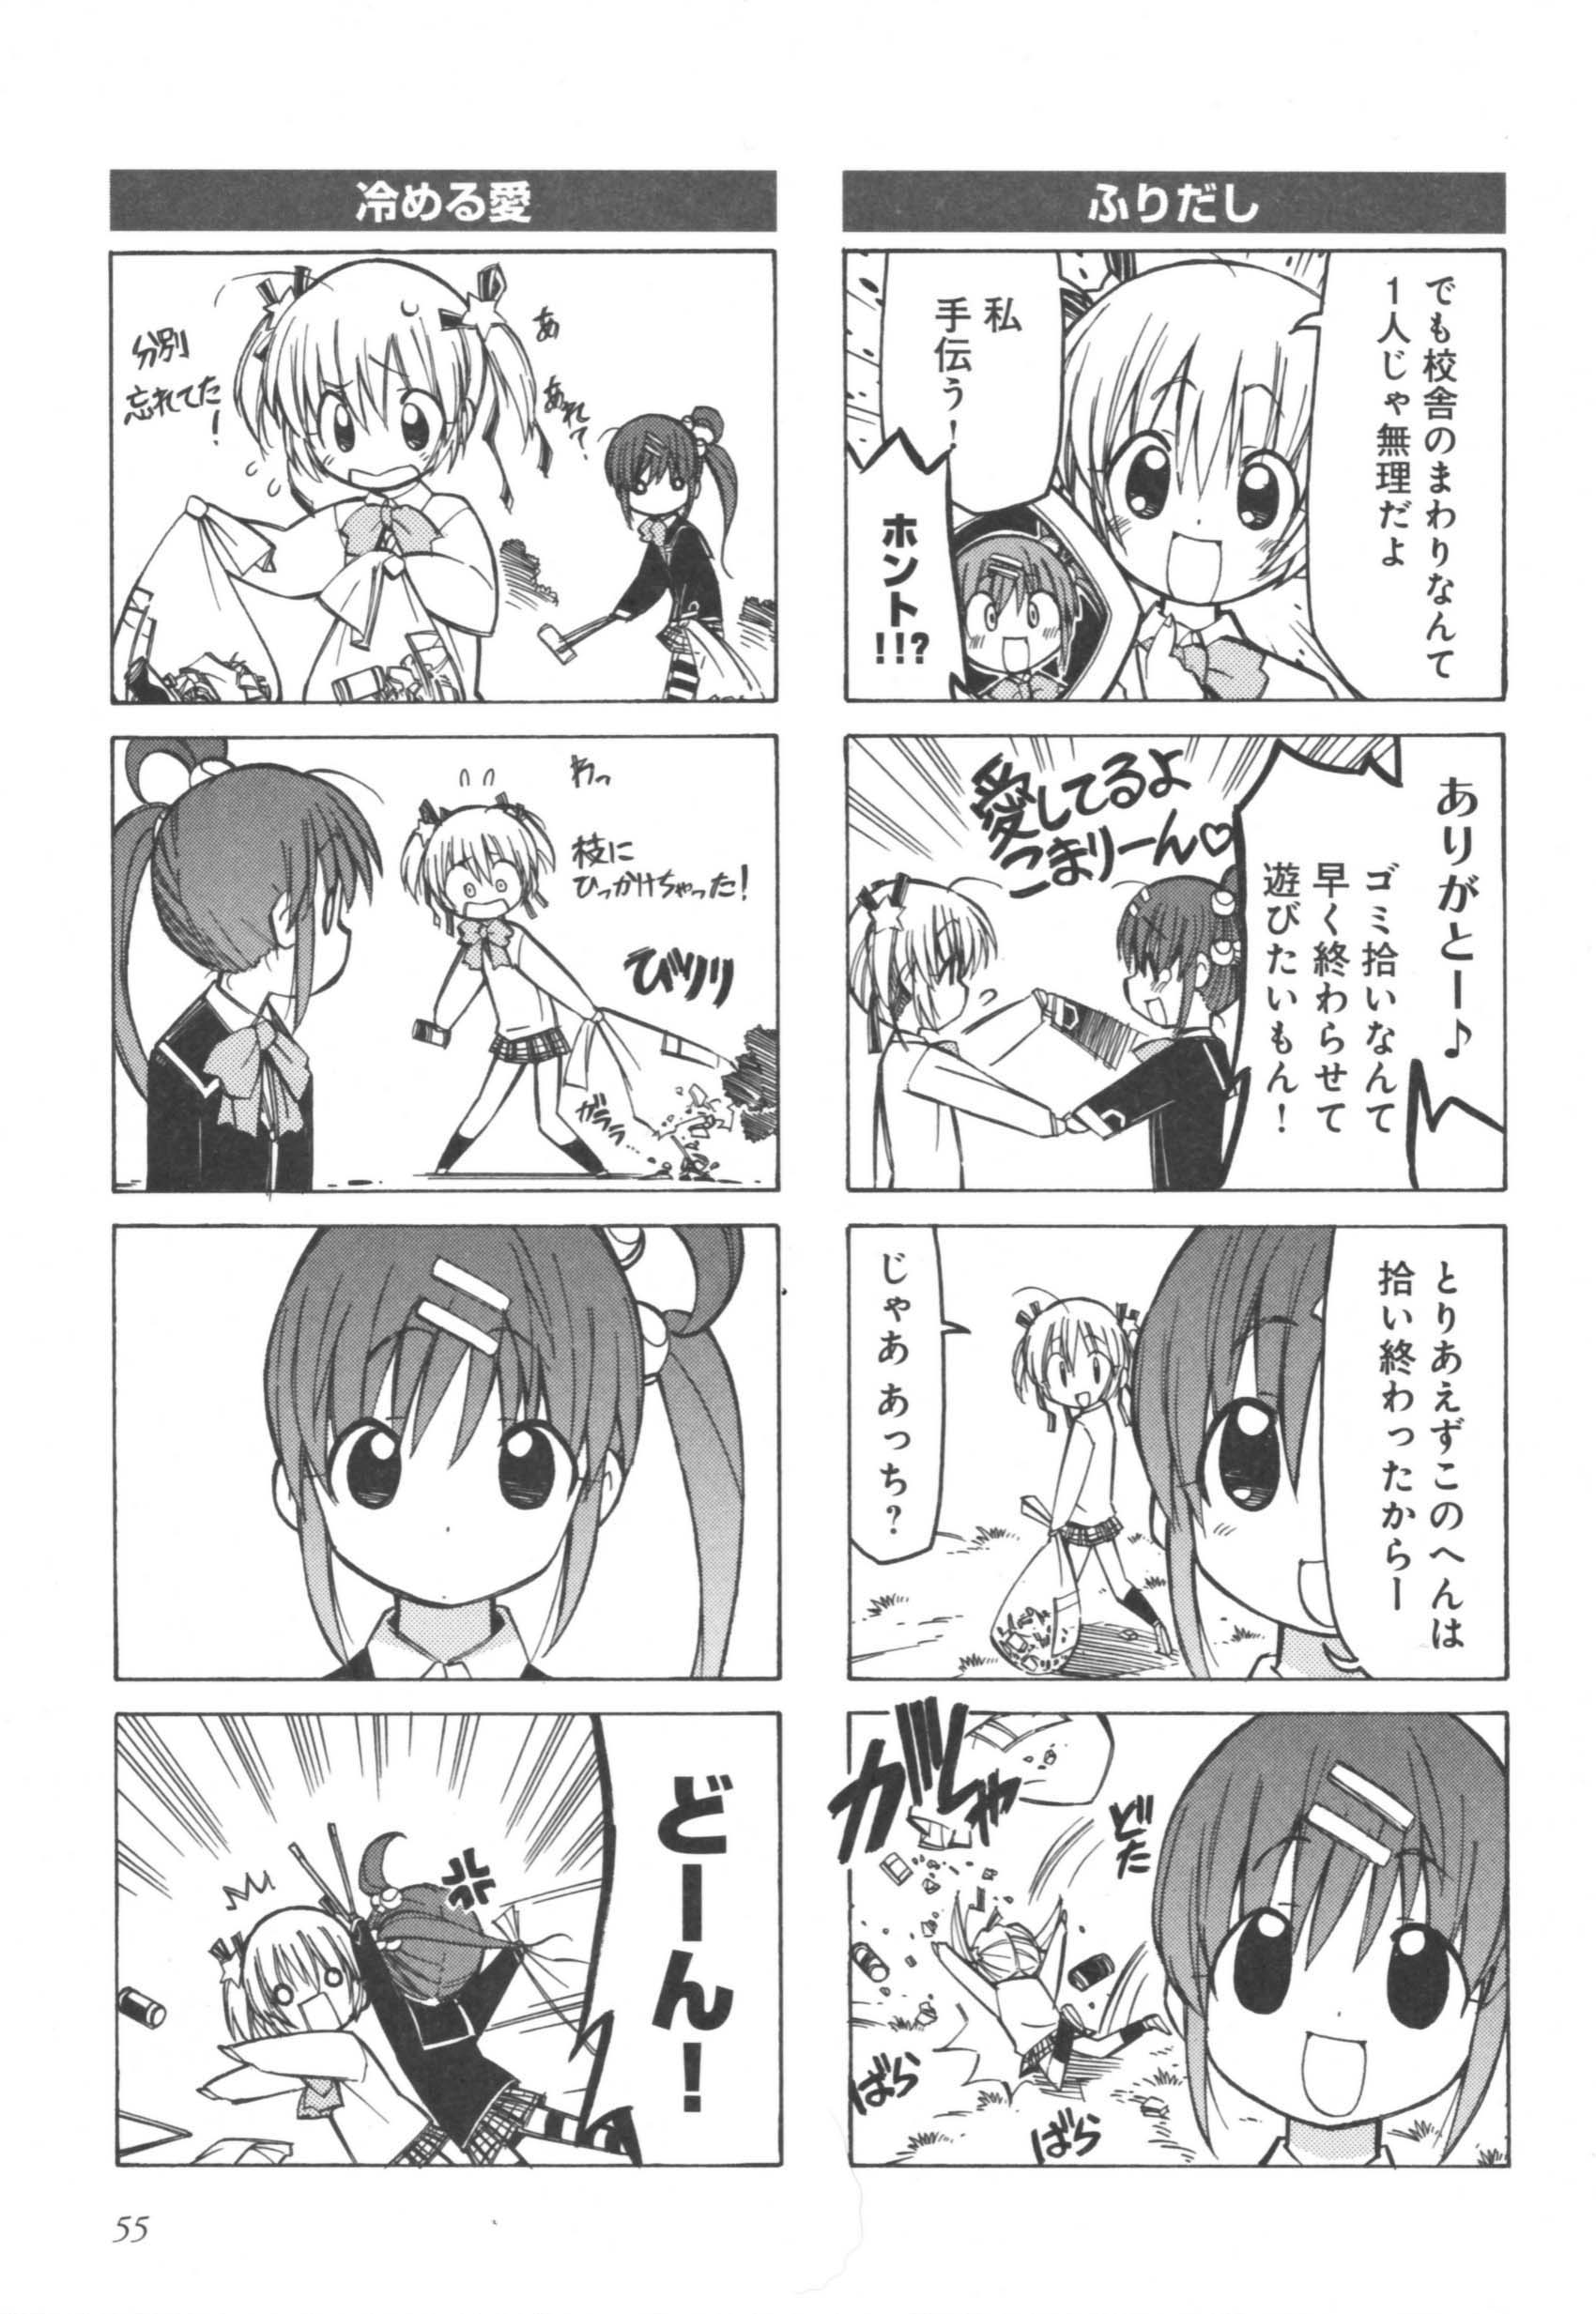 ふりだし
でも校舎のまわりなんて
1人じゃ無理だよ
私
手伝う！
ホント!!?
ありがとー♪
ゴミ拾いなんて
早く終わらせて
遊びたいもん！
愛してるよ
こまりーん♡
とりあえずこのへんは
拾い終わったからー
じゃあ あっち？
どた
ガシャ
ばら
ばら
冷める愛
あ
あれ？
分別
忘れてた！
わっ
枝に
ひっかけちゃった！
びりり
ガララ…
どーん！
55